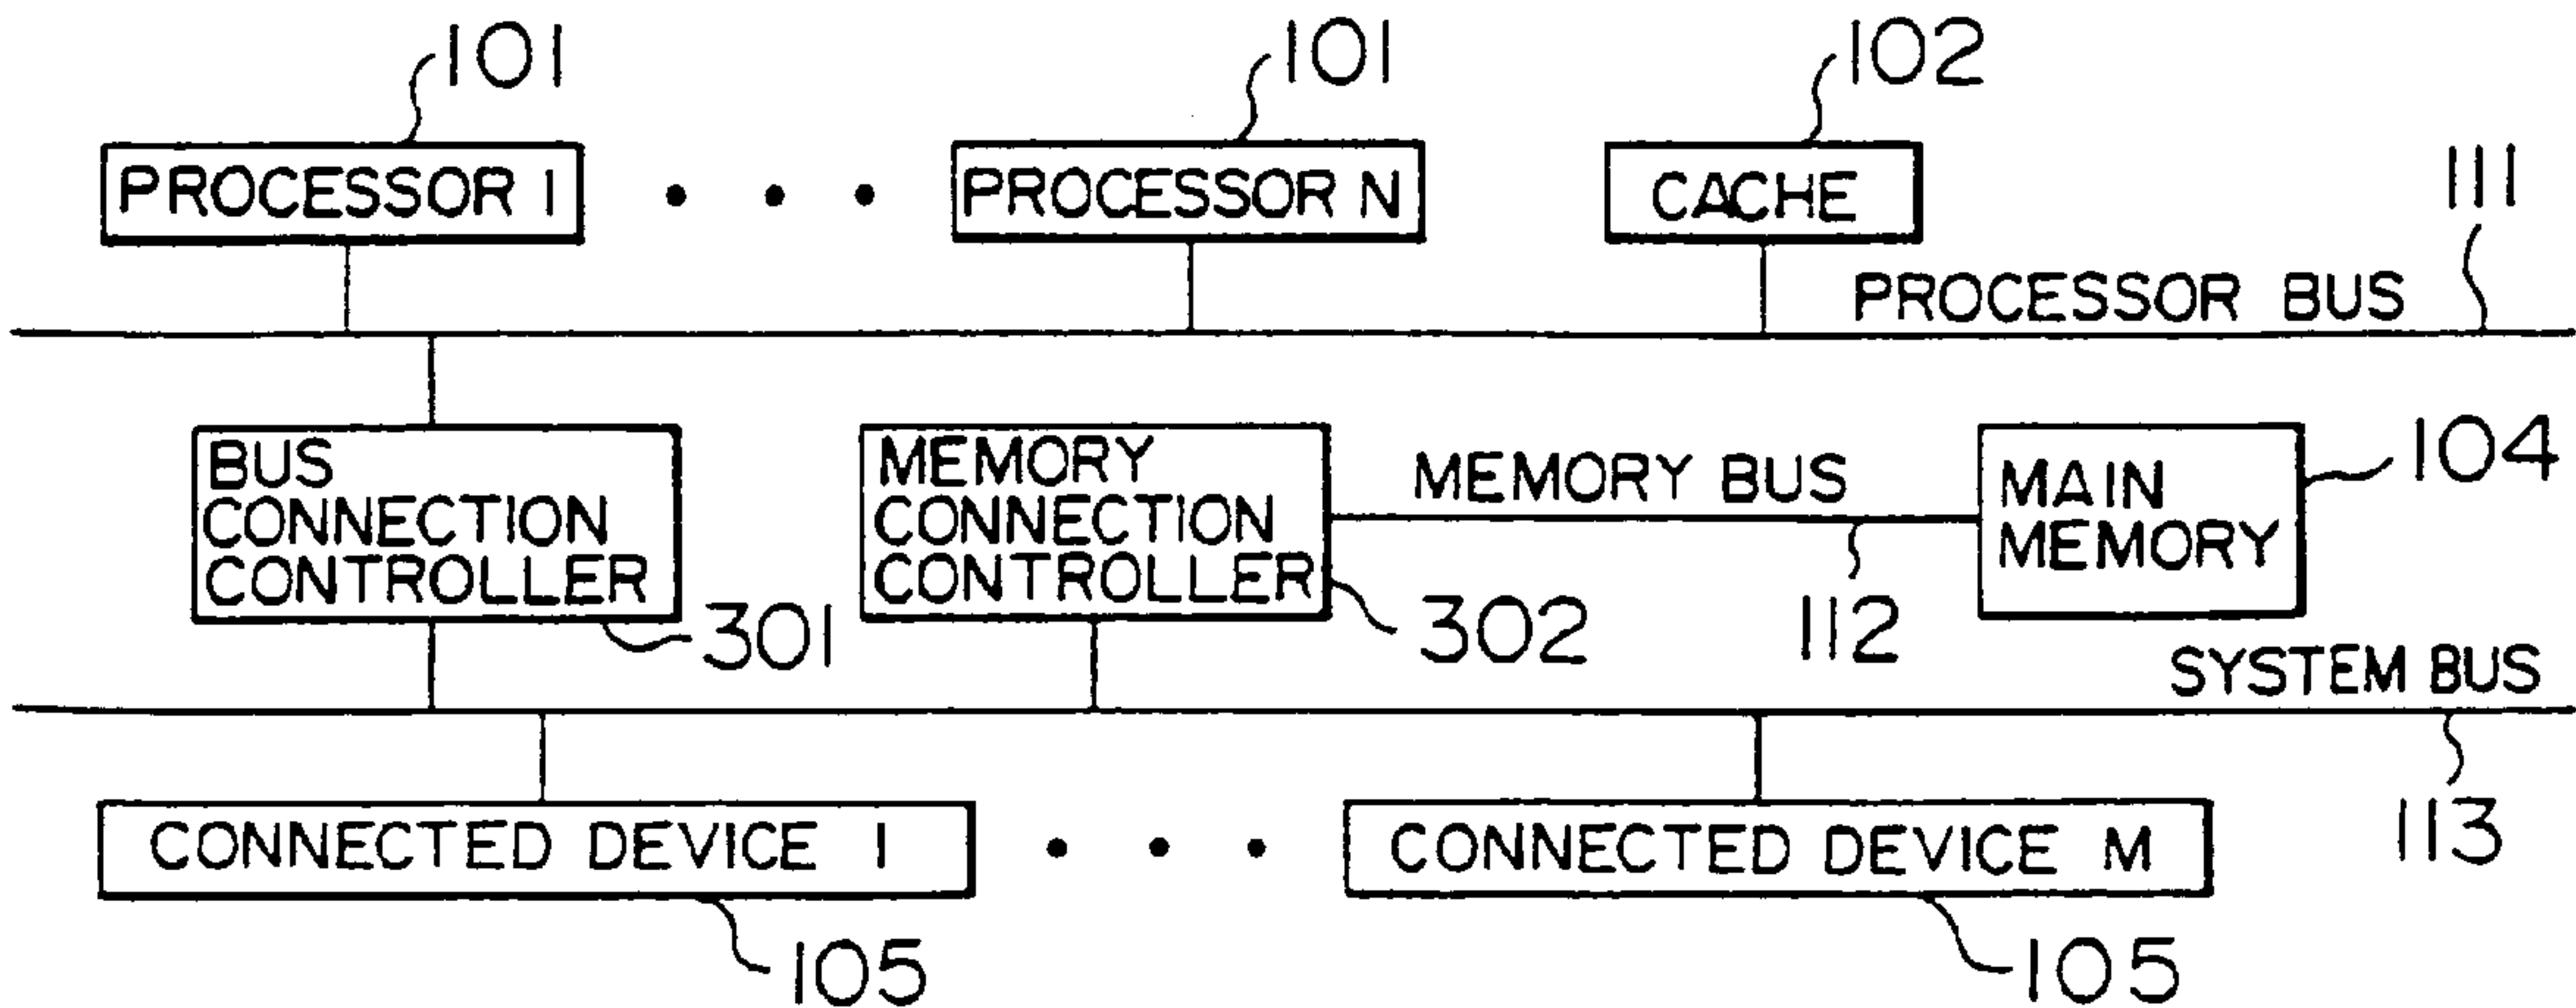 101
101
102
PROCESSOR 1
PROCESSOR N
CACHE
111
PROCESSOR BUS
BUS
CONNECTION
CONTROLLER
301
MEMORY
CONNECTION
CONTROLLER
302
MEMORY BUS
112
MAIN
MEMORY
104
SYSTEM BUS
113
CONNECTED DEVICE 1
CONNECTED DEVICE M
105
105